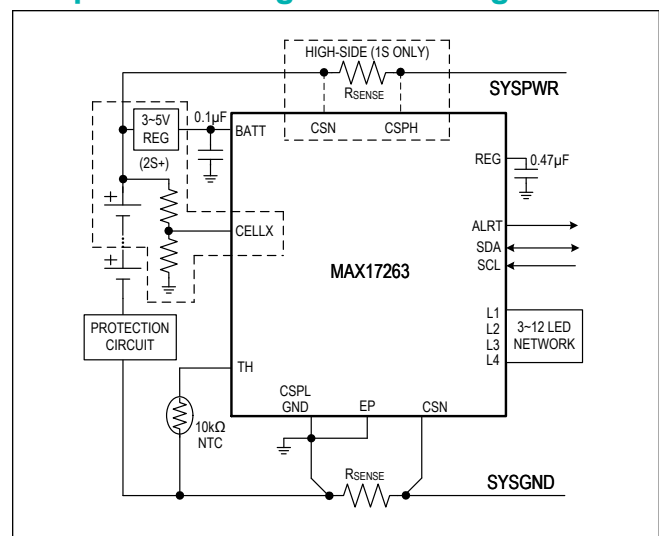 HIGH-SIDE (1S ONLY)
RSENSE
SYSPWR
3~5V
REG
(2S+)
0.1µF
BATT
CSN
CSPH
REG
0.47µF
+
CELLX
ALRT
SDA
SCL
+
MAX17263
PROTECTION
CIRCUIT
L1
L2
L3
L4
3~12 LED
NETWORK
TH
10kΩ
NTC
CSPL
GND
EP
CSN
RSENSE
SYSGND